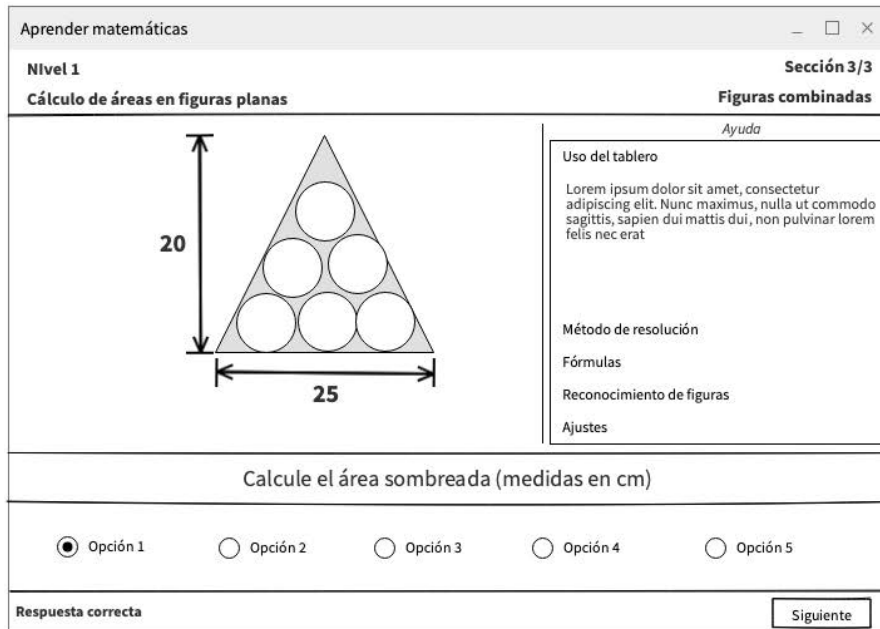 Aprender matemáticas
NIvel 1
Sección 3/3
Cálculo de áreas en figuras planas
Figuras combinadas
20
25
Ayuda
Uso del tablero
Lorem ipsum dolor sit amet, consectetur
adipiscing elit. Nunc maximus, nulla ut commodo
sagittis, sapien dui mattis dui, non pulvinar lorem
felis nec erat
Método de resolución
Fórmulas
Reconocimiento de figuras
Ajustes
Calcule el área sombreada (medidas en cm)
Opción 1
Opción 2
Opción 3
Opción 4
Opción 5
Respuesta correcta
Siguiente